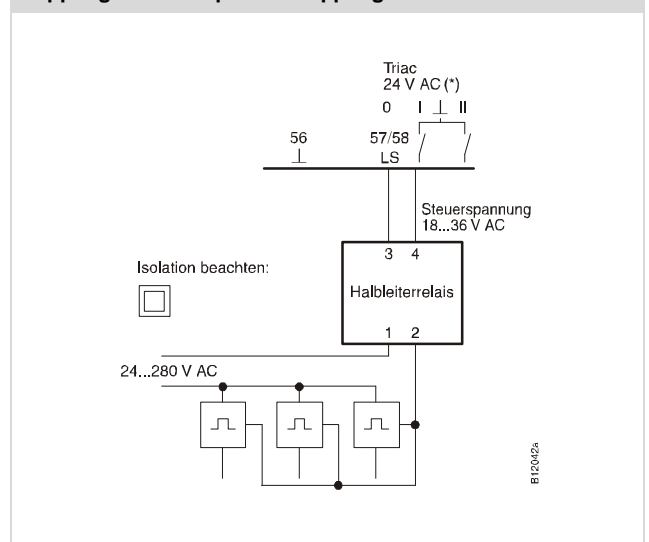 Triac
24 V AC (*)
0 I ⊥ II
56 57/58
⊥ LS
Steuerspannung
18...36 V AC
3 4
Isolation beachten:
Halbleiterrelais
1 2
24...280 V AC
B12042a